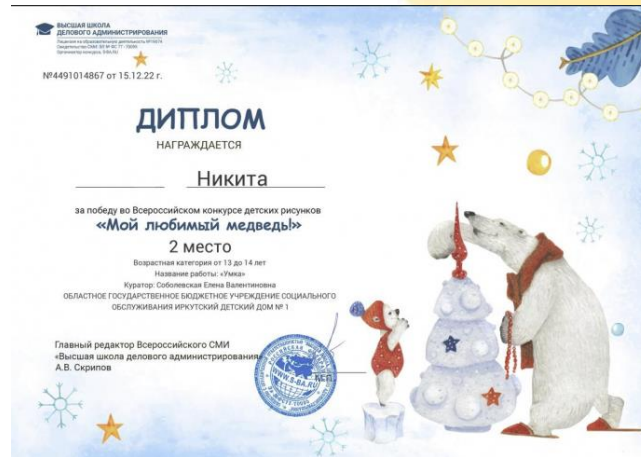 ВЫСШАЯ ШКОЛА
ДЕЛОВОГО АДМИНИСТРИРОВАНИЯ
№4491014867 от 15.12.22 г.
ДИПЛОМ
НАГРАЖДАЕТСЯ
Никита
за победу во Всероссийском конкурсе детских рисунков
«Мой любимый медведь!»
2 место
Возрастная категория от 13 до 14 лет
Название работы: «Умка»
Куратор: Соболевская Елена Валентиновна
ОБЛАСТНОЕ ГОСУДАРСТВЕННОЕ БЮДЖЕТНОЕ УЧРЕЖДЕНИЕ СОЦИАЛЬНОГО
ОБСЛУЖИВАНИЯ ИРКУТСКИЙ ДЕТСКИЙ ДОМ № 1
Главный редактор Всероссийского СМИ
«Высшая школа делового администрирования»
А.В. Скрипов
WWW.S-BA.RU